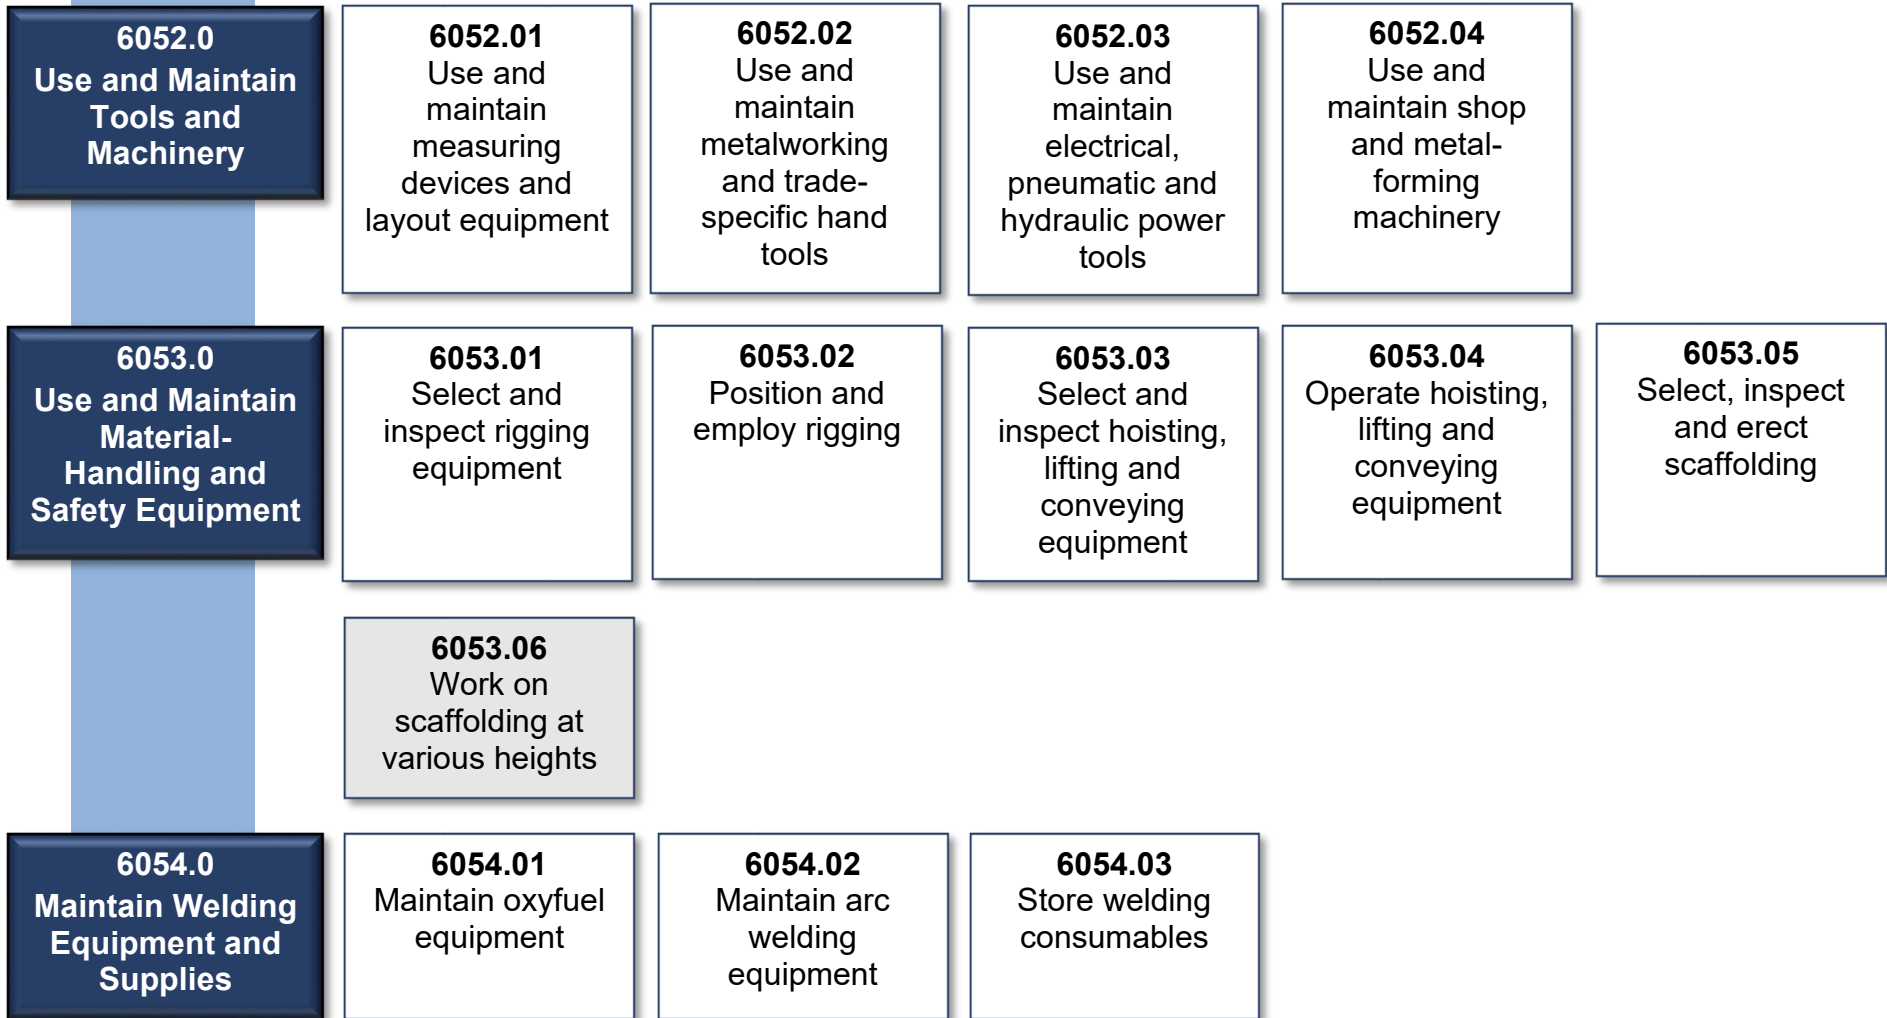 6052.0
Use and Maintain
Tools and
Machinery
6052.01
Use and
maintain
measuring
devices and
layout equipment
6052.02
Use and
maintain
metalworking
and trade-
specific hand
tools
6052.03
Use and
maintain
electrical,
pneumatic and
hydraulic power
tools
6052.04
Use and
maintain shop
and metal-
forming
machinery
6053.0
Use and Maintain
Material-
Handling and
Safety Equipment
6053.01
Select and
inspect rigging
equipment
6053.02
Position and
employ rigging
6053.03
Select and
inspect hoisting,
lifting and
conveying
equipment
6053.04
Operate hoisting,
lifting and
conveying
equipment
6053.05
Select, inspect
and erect
scaffolding
6053.06
Work on
scaffolding at
various heights
6054.0
Maintain Welding
Equipment and
Supplies
6054.01
Maintain oxyfuel
equipment
6054.02
Maintain arc
welding
equipment
6054.03
Store welding
consumables